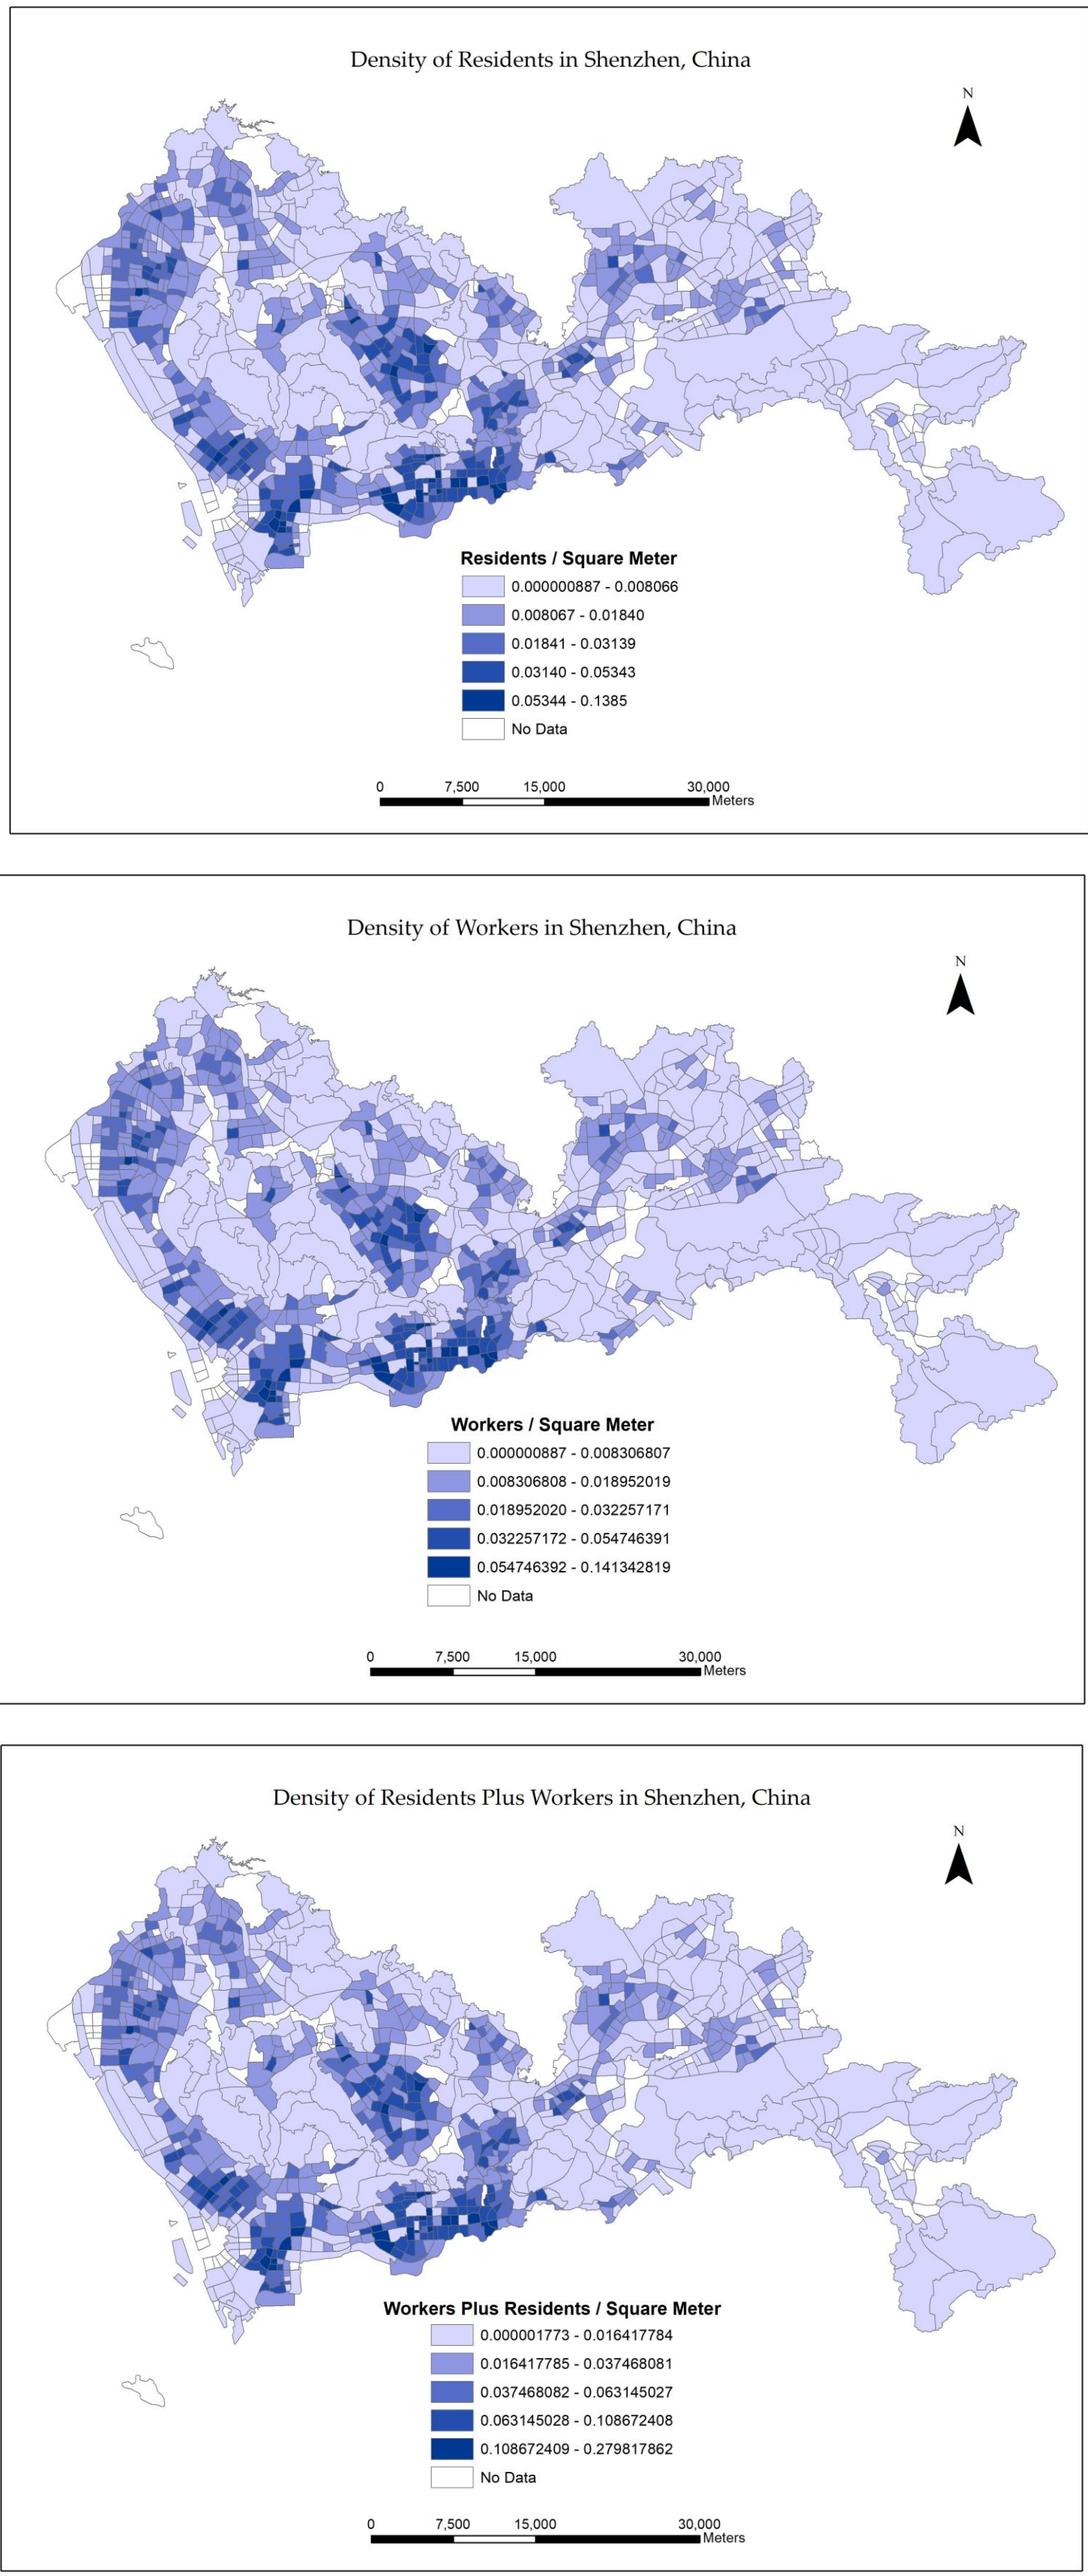 Density of Residents in Shenzhen, China
N
Residents / Square Meter
0.000000887 - 0.008066
0.008067 - 0.01840
0.01841 - 0.03139
0.03140 - 0.05343
0.05344 - 0.1385
No Data
0 7,500 15,000 30,000
Meters
Density of Workers in Shenzhen, China
N
Workers / Square Meter
0.000000887 - 0.008306807
0.008306808 - 0.018952019
0.018952020 - 0.032257171
0.032257172 - 0.054746391
0.054746392 - 0.141342819
No Data
0 7,500 15,000 30,000
Meters
Density of Residents Plus Workers in Shenzhen, China
N
Workers Plus Residents / Square Meter
0.000001773 - 0.016417784
0.016417785 - 0.037468081
0.037468082 - 0.063145027
0.063145028 - 0.108672408
0.108672409 - 0.279817862
No Data
0 7,500 15,000 30,000
Meters